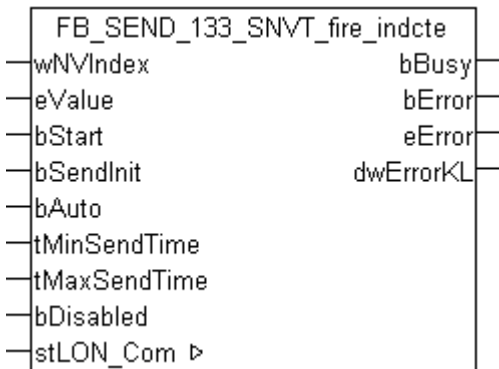 FB_SEND_133_SNVT_fire_indcte
wNVIndex bBusy
eValue bError
bStart eError
bSendInit dwErrorKL
bAuto
tMinSendTime
tMaxSendTime
bDisabled
stLON_Com ▷